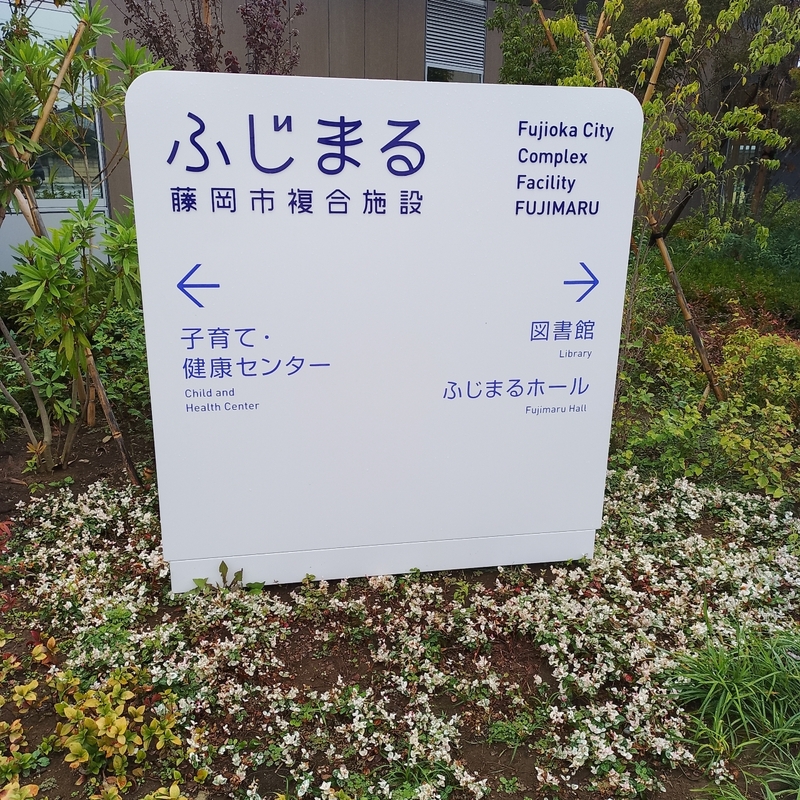 ふじまる
藤岡市複合施設
Fujioka City
Complex
Facility
FUJIMARU
←
子育て・
健康センター
Child and
Health Center
→
図書館
Library
ふじまるホール
Fujimaru Hall